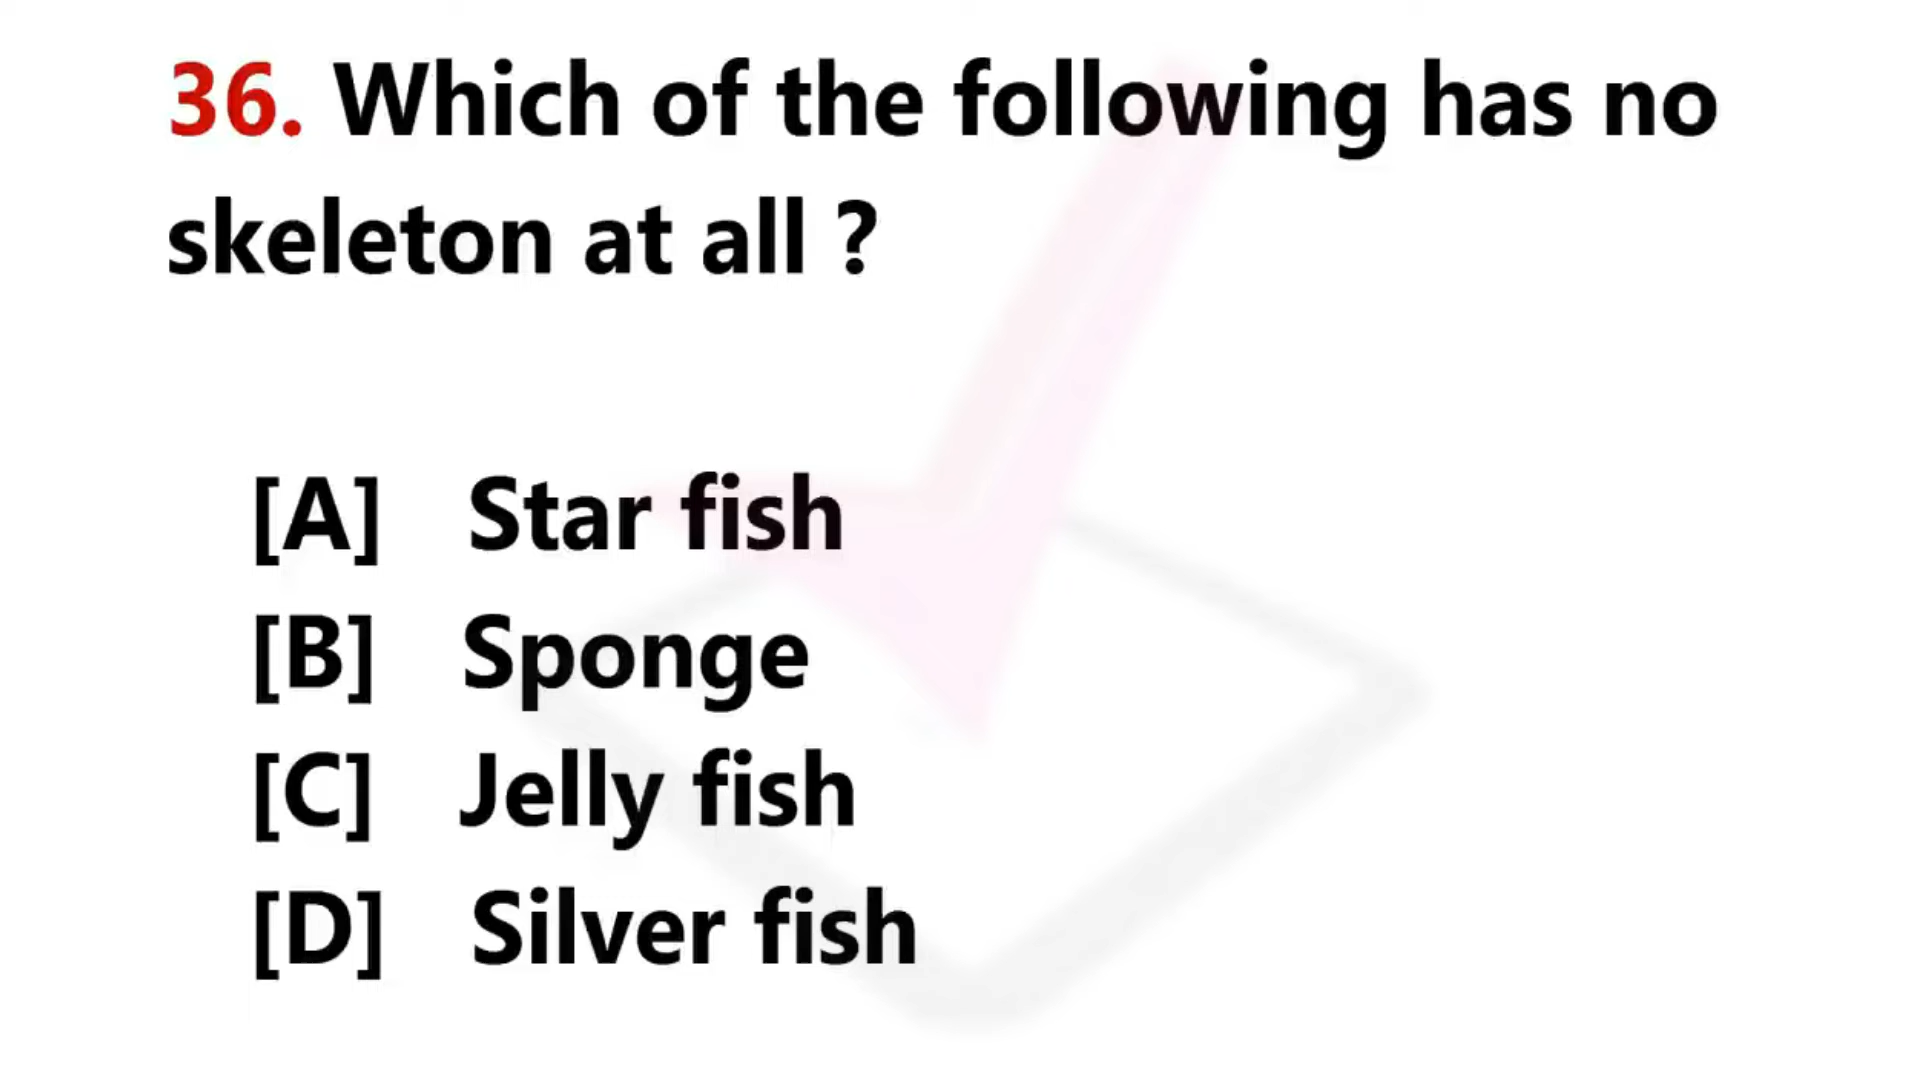 36. Which of the following has no
skeleton at all ?
[A] Star fish
[B] Sponge
[C] Jelly fish
[D] Silver fish